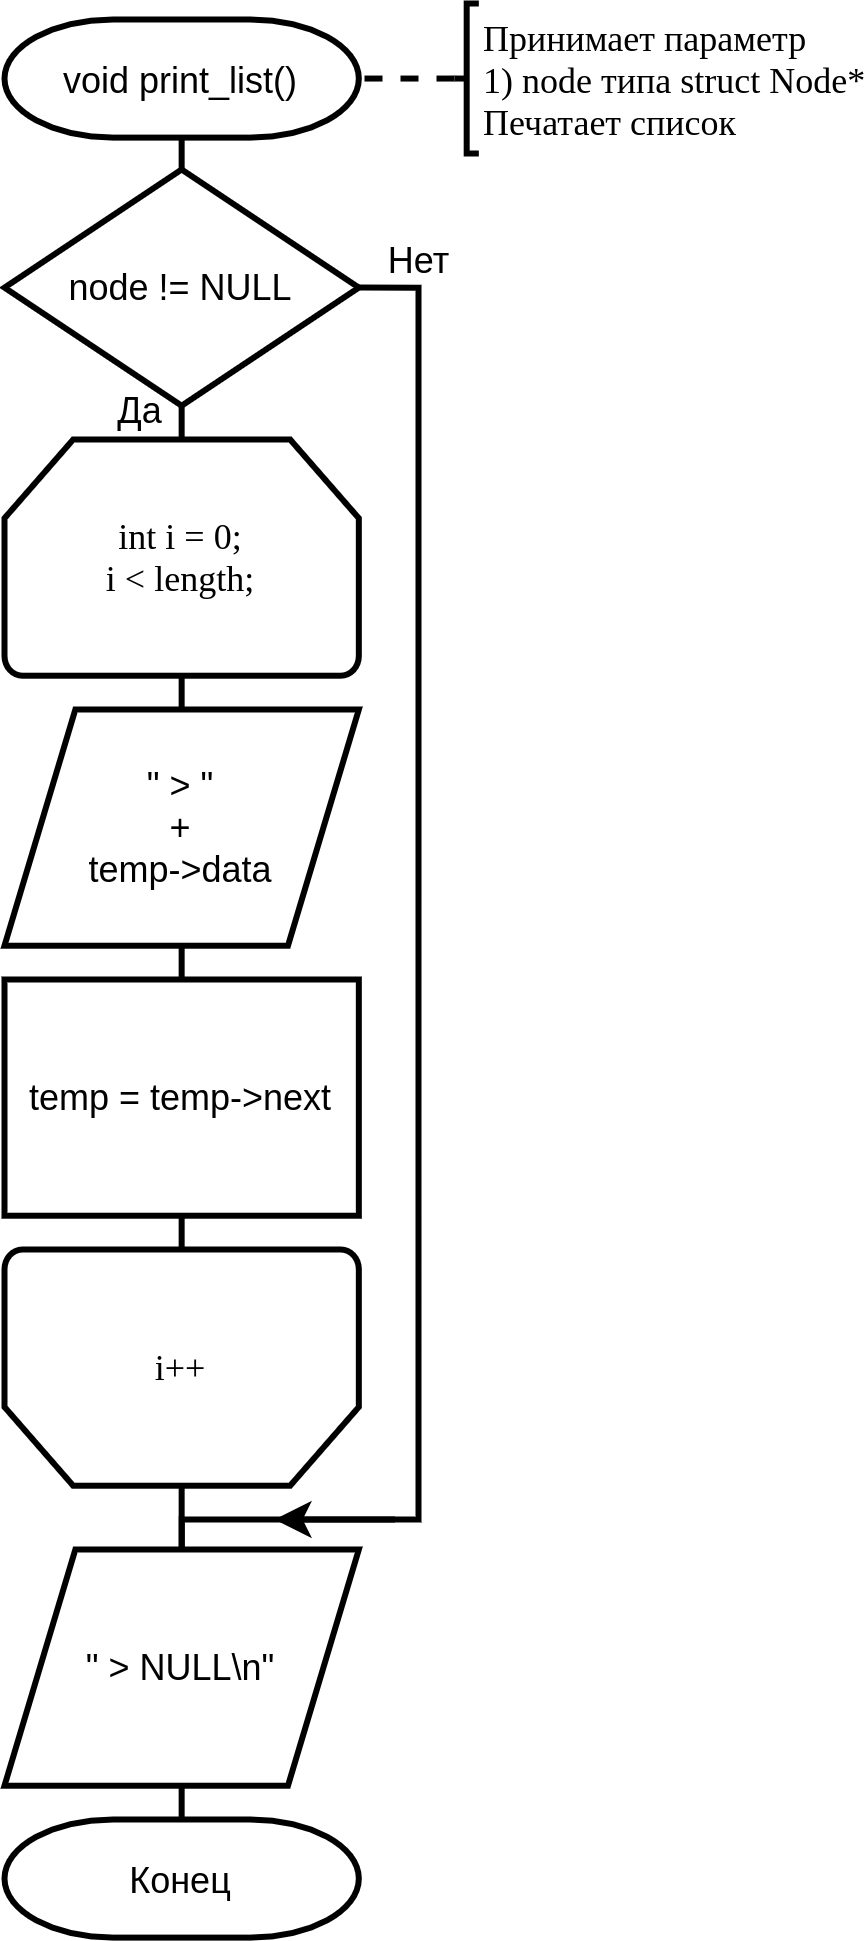 void print_list()
Принимает параметр
1) node типа struct Node*
Печатает список
node != NULL
Нет
Да
int i = 0;
i < length;
" > "
+
temp->data
temp = temp->next
i++
" > NULL\n"
Конец